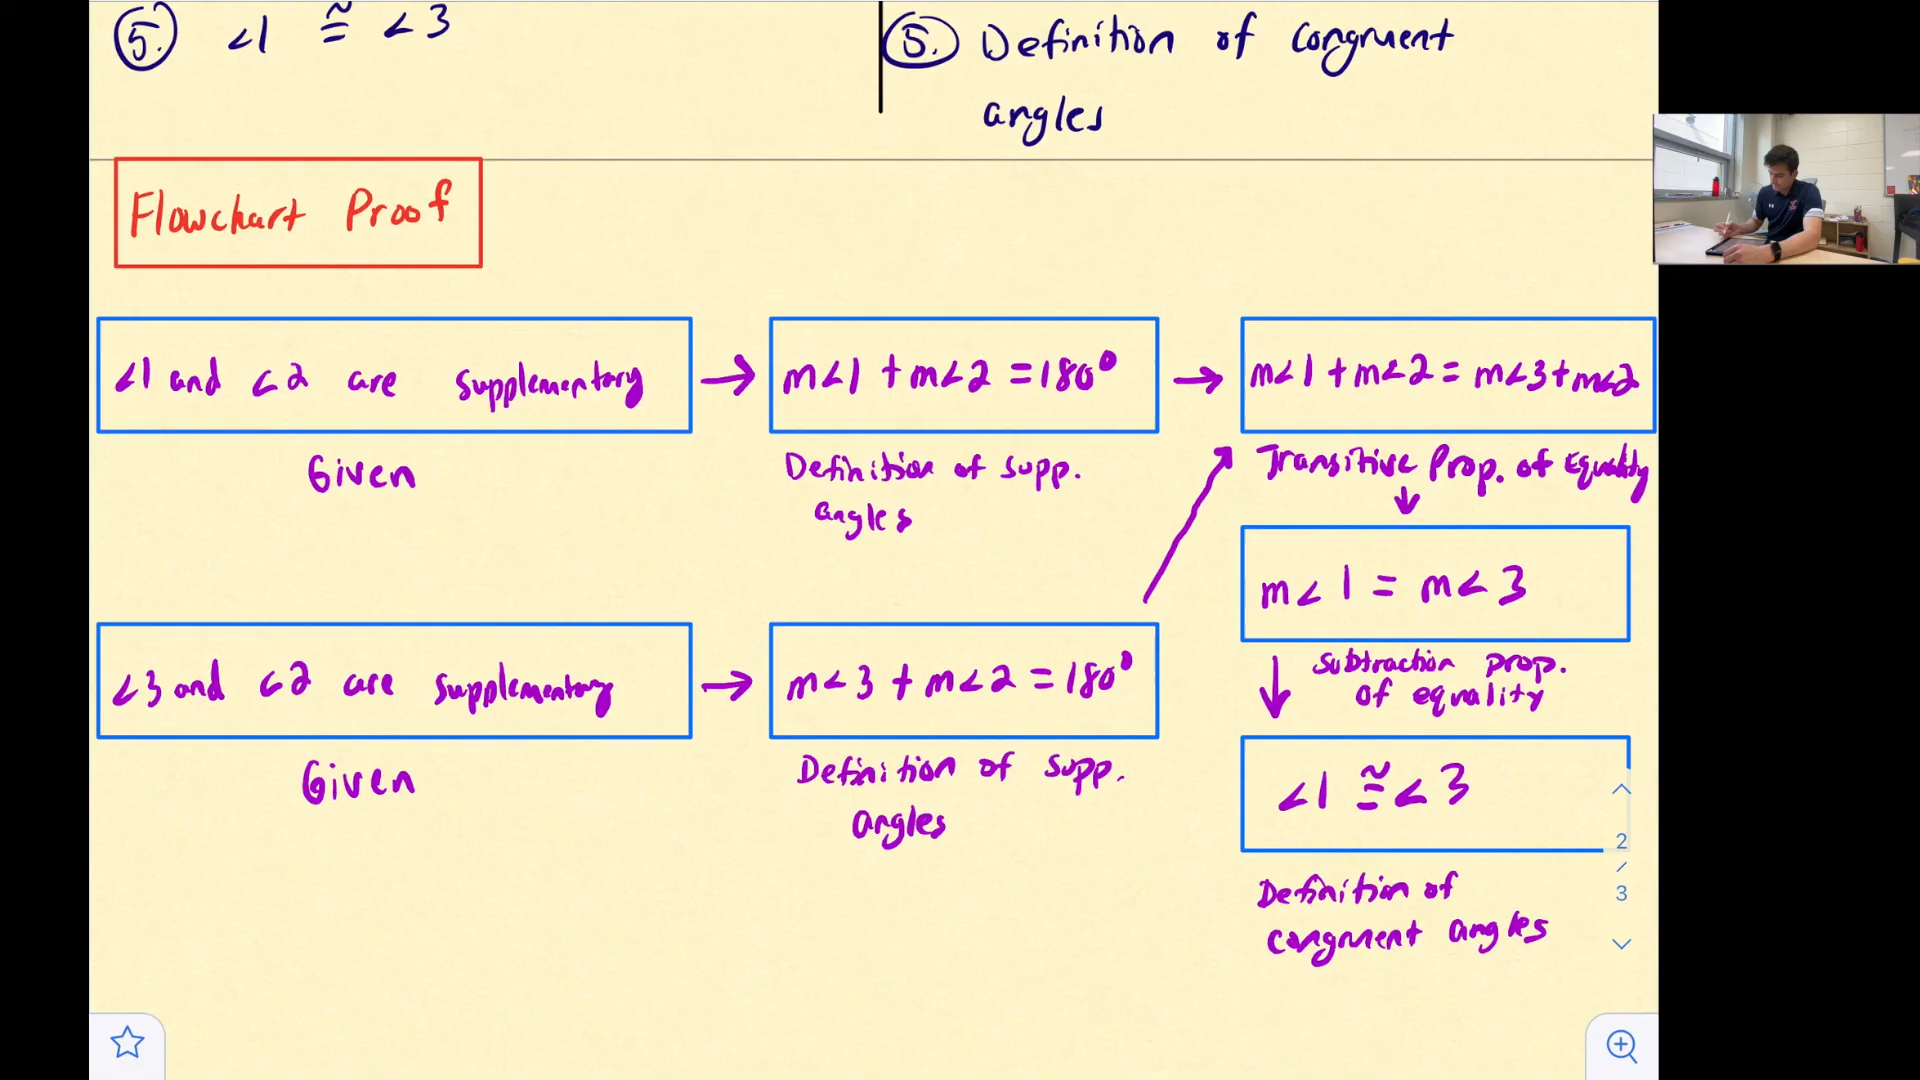 5. ∠1 ≅ ∠3
5. Definition of congruent
angles
Flowchart Proof
∠1 and ∠2 are supplementary
Given
m∠1 + m∠2 = 180°
Definition of supp.
angles
m∠1 + m∠2 = m∠3 + m∠2
Transitive Prop. of Equality
m∠1 = m∠3
Subtraction prop.
of equality
∠3 and ∠2 are supplementary
Given
m∠3 + m∠2 = 180°
Definition of supp.
angles
∠1 ≅ ∠3
Definition of
congruent angles
2
/
3